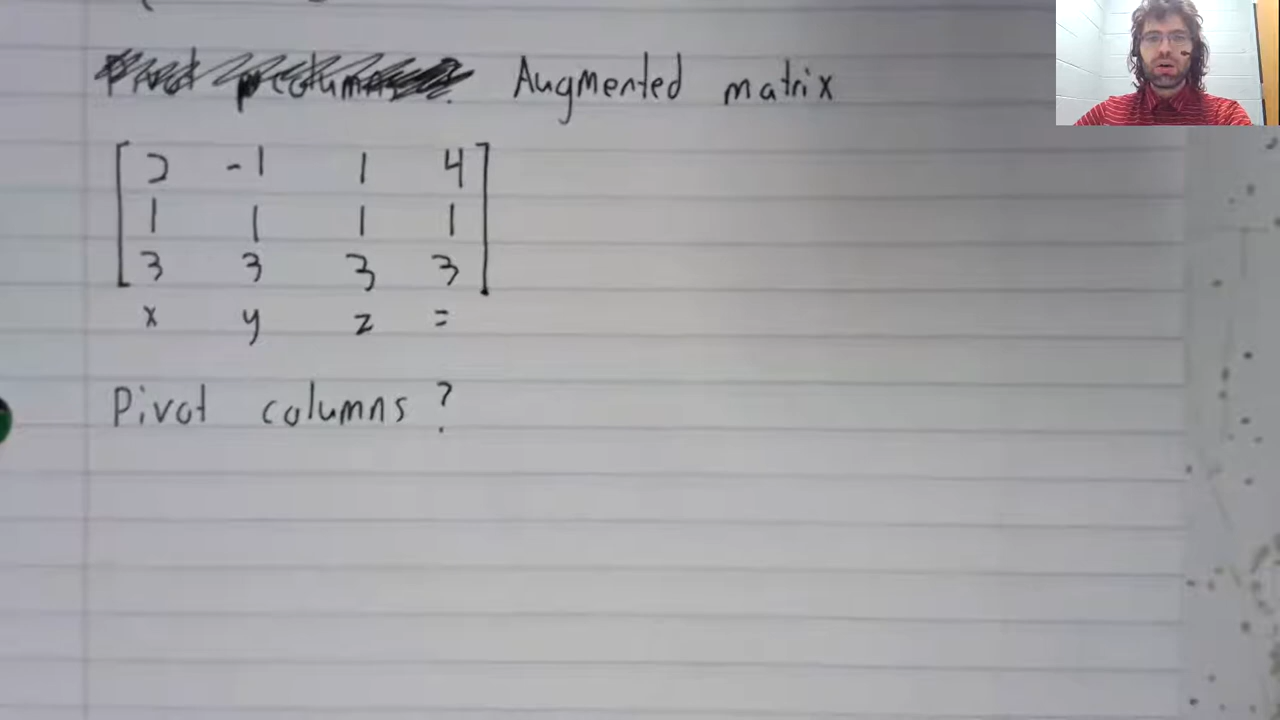 Augmented matrix
2 -1 1 4
1 1 1 1
3 3 3 3
x y z =
Pivot columns?